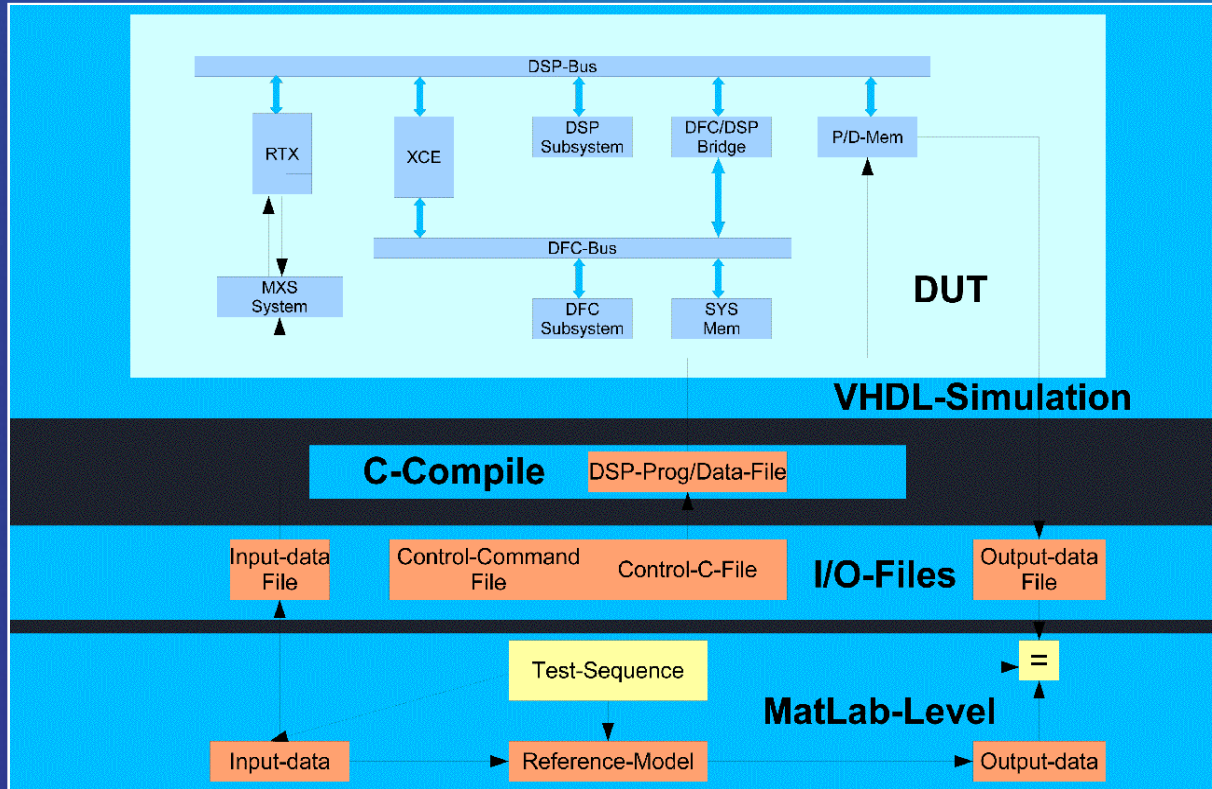 DSP-Bus
RTX
XCE
DSP
Subsystem
DFC/DSP
Bridge
P/D-Mem
DFC-Bus
MXS
System
DFC
Subsystem
SYS
Mem
DUT
VHDL-Simulation
C-Compile
DSP-Prog/Data-File
Input-data
File
Control-Command
File
Control-C-File
I/O-Files
Output-data
File
Test-Sequence
=
MatLab-Level
Input-data
Reference-Model
Output-data